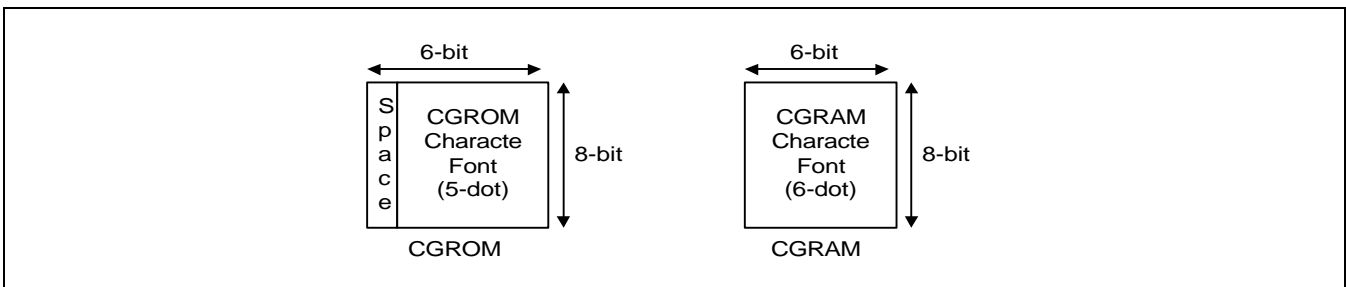 6-bit
Space
CGROM
Characte
Font
(5-dot)
8-bit
CGROM
6-bit
CGRAM
Characte
Font
(6-dot)
8-bit
CGRAM